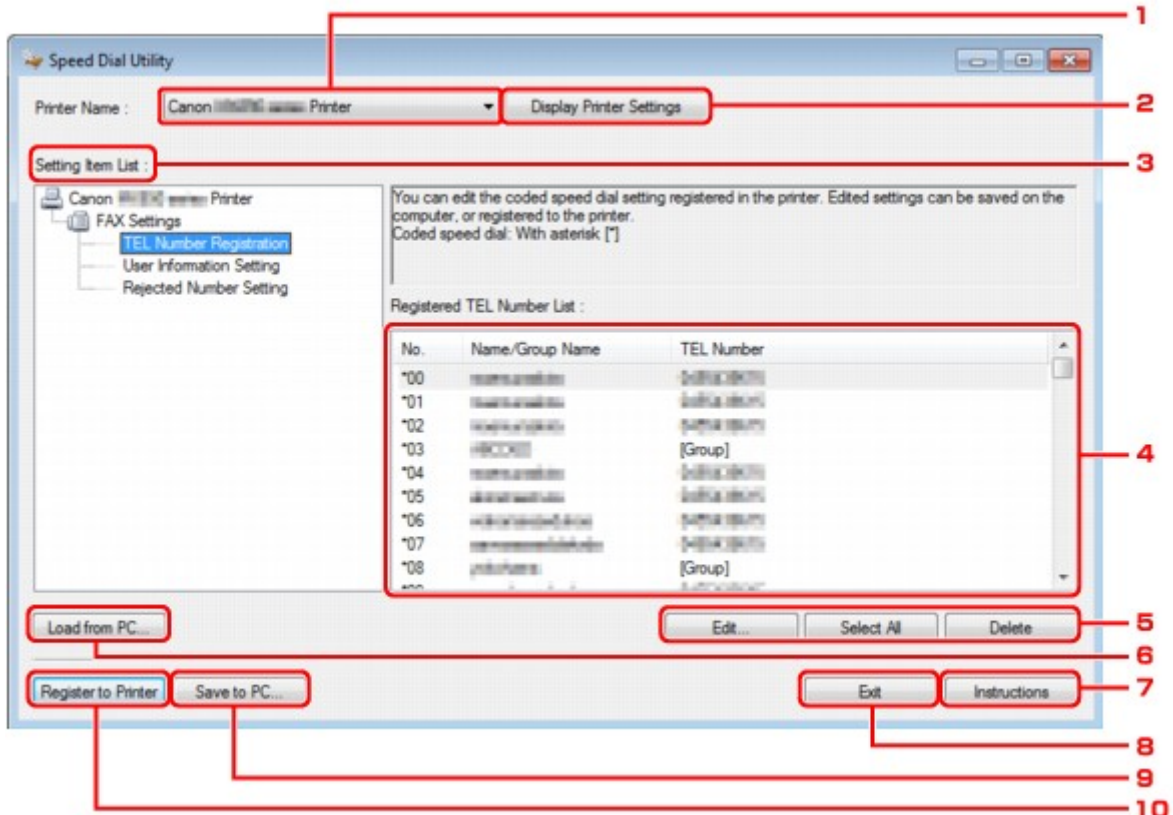 1
Speed Dial Utility
Printer Name : Canon Printer Display Printer Settings 2
Setting Item List : 3
Canon Printer
FAX Settings
TEL Number Registration
User Information Setting
Rejected Number Setting
You can edit the coded speed dial setting registered in the printer. Edited settings can be saved on the
computer, or registered to the printer.
Coded speed dial: With asterisk [*]
Registered TEL Number List :
No. Name/Group Name TEL Number
*00
*01
*02
*03 [Group]
4
*04
*05
*06
*07
*08 [Group]
Load from PC... Edit... Select All Delete 5
6
Register to Printer Save to PC... Exit Instructions 7
8
9
10